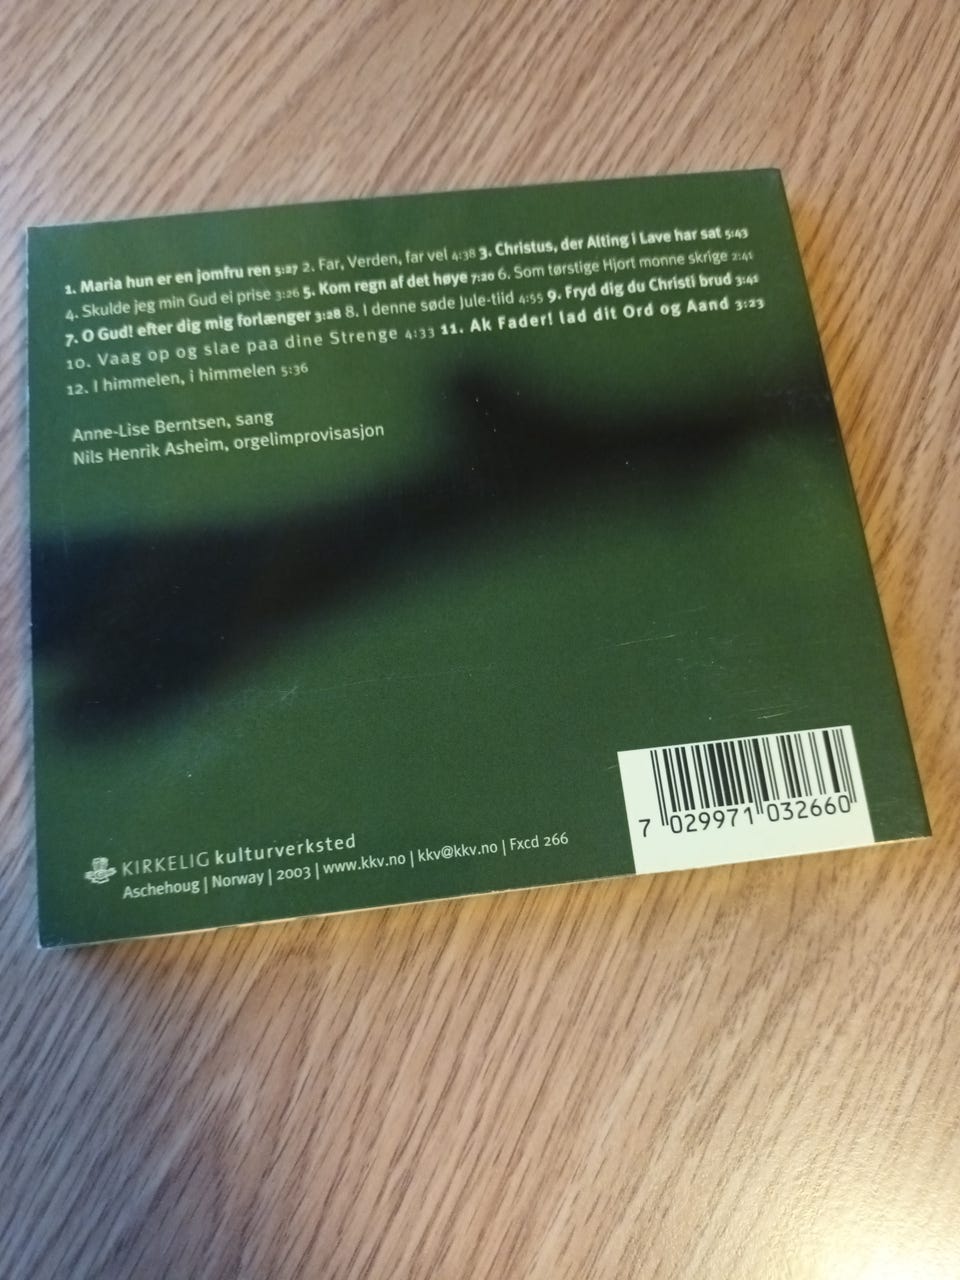 1. Maria hun er en jomfru ren 5:27 2. Far, Verden, far vel 4:38 3. Christus, der Alting i Lave har sat 5:43
4. Skulde jeg min Gud ei prise 3:26 5. Kom regn af det høye 7:20 6. Som tørstige Hjort monne skrige 2:41
7. O Gud! efter dig mig forlænger 3:28 8. I denne søde Jule-tiid 4:55 9. Fryd dig du Christi brud 3:41
10. Vaag op og slae paa dine Strenge 4:33 11. Ak Fader! lad dit Ord og Aand 3:23
12. I himmelen, i himmelen 5:36
Anne-Lise Berntsen, sang
Nils Henrik Asheim, orgelimprovisasjon
KIRKELIG kulturverksted
Aschehoug | Norway | 2003 | www.kkv.no | kkv@kkv.no | Fxcd 266
7 029971 032660